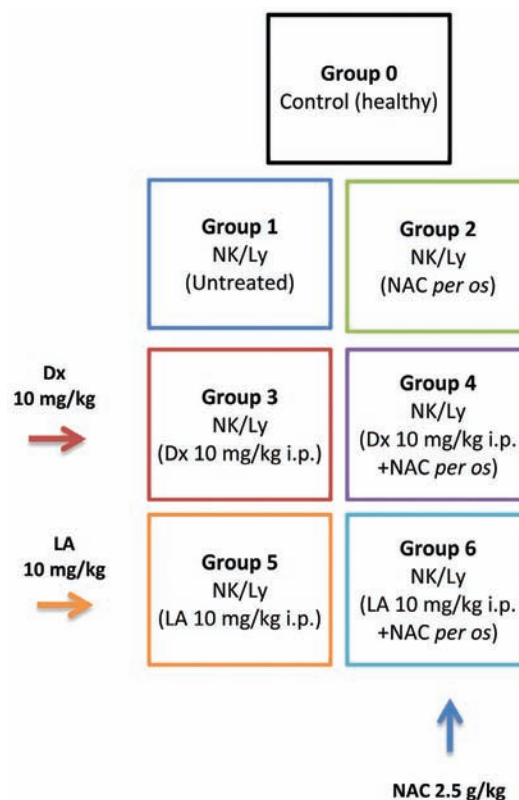 Group 0
Control (healthy)
Group 1
NK/Ly
(Untreated)
Group 2
NK/Ly
(NAC per os)
Dx
10 mg/kg
Group 3
NK/Ly
(Dx 10 mg/kg i.p.)
Group 4
NK/Ly
(Dx 10 mg/kg i.p.
+NAC per os)
LA
10 mg/kg
Group 5
NK/Ly
(LA 10 mg/kg i.p.)
Group 6
NK/Ly
(LA 10 mg/kg i.p.
+NAC per os)
NAC 2.5 g/kg